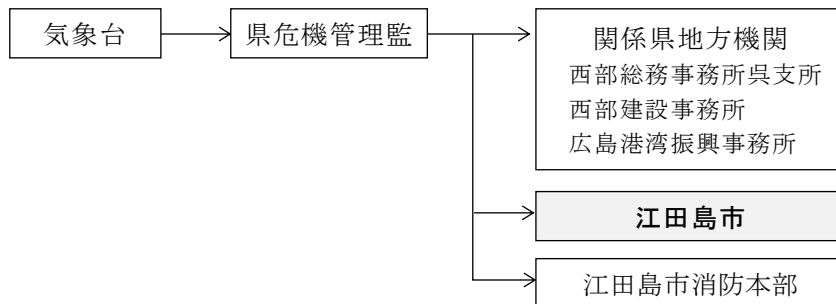 気象台
県危機管理監
関係県地方機関
西部総務事務所呉支所
西部建設事務所
広島港湾振興事務所
江田島市
江田島市消防本部